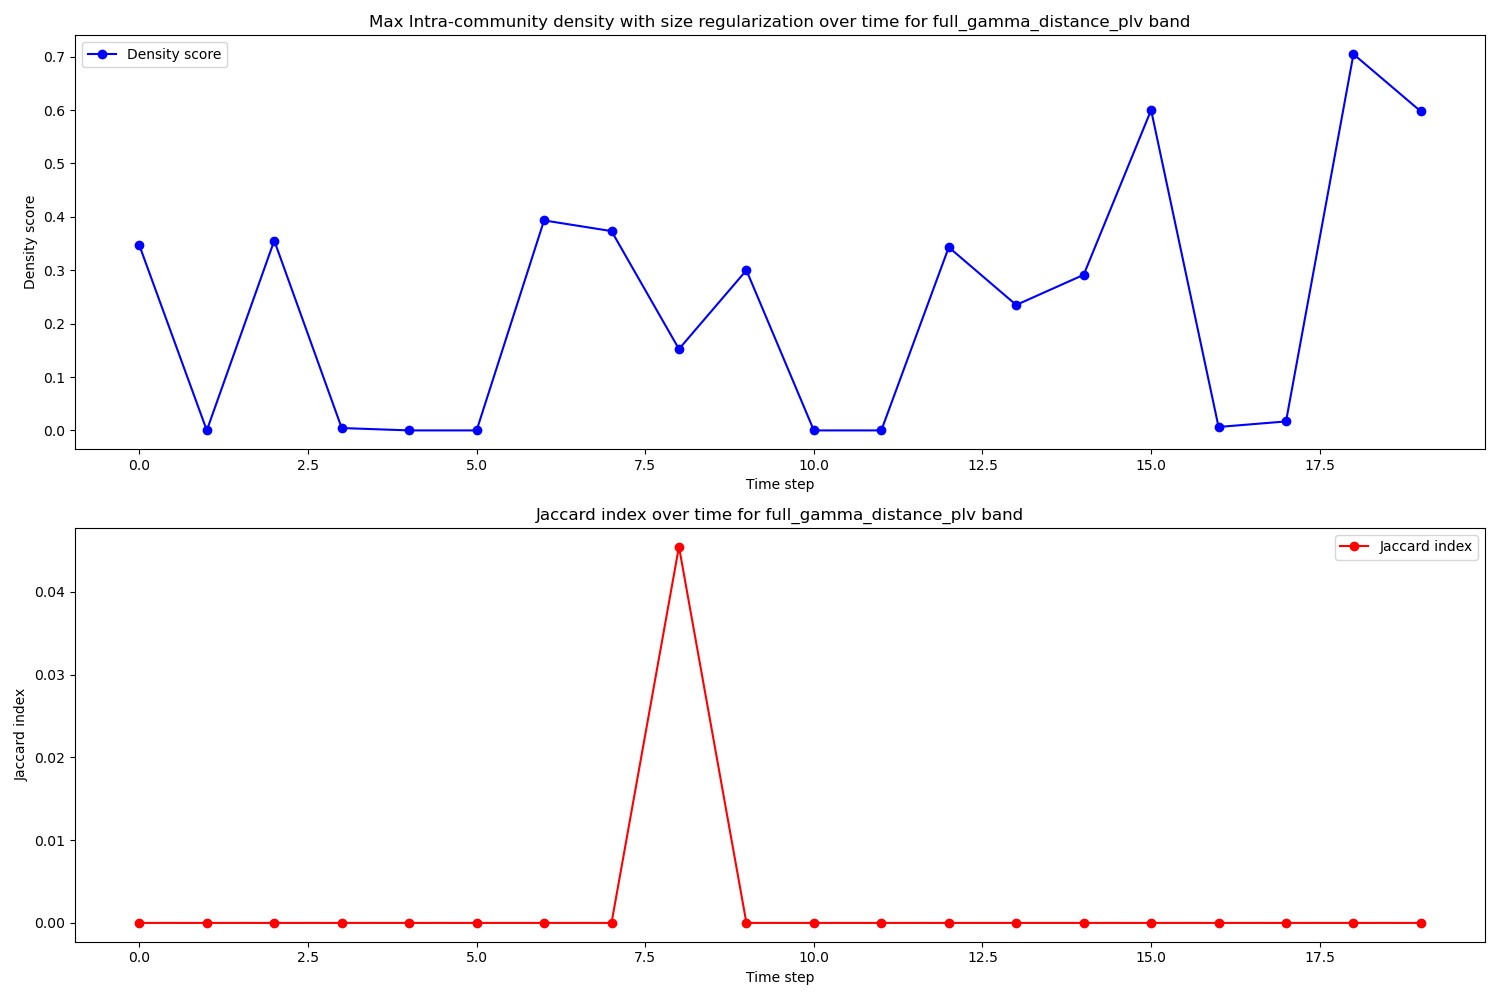 Max Intra-community density with size regularization over time for full_gamma_distance_plv band
Density score
0.7
0.6
0.5
0.4
0.3
0.2
0.1
0.0
Density score
0.0 2.5 5.0 7.5 10.0 12.5 15.0 17.5
Time step
Jaccard index over time for full_gamma_distance_plv band
Jaccard index
0.04
0.03
0.02
0.01
0.00
Jaccard index
0.0 2.5 5.0 7.5 10.0 12.5 15.0 17.5
Time step